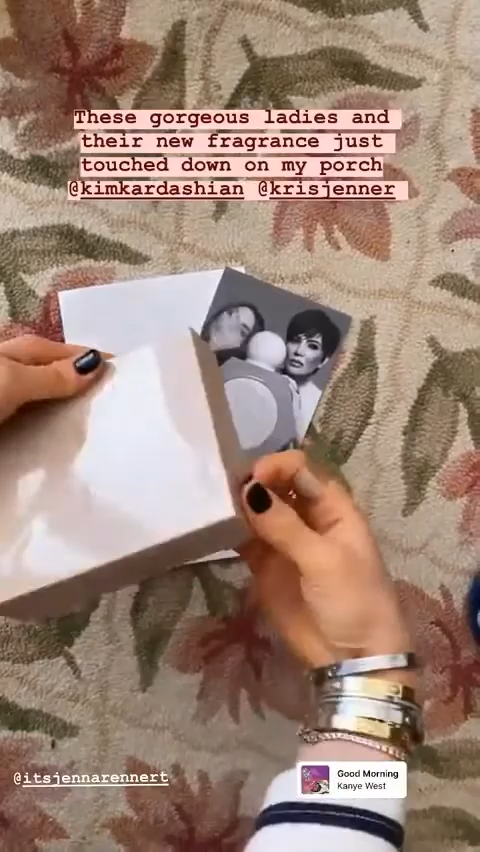 These gorgeous ladies and
their new fragrance just
touched down on my porch
@kimkardashian @krisjenner
@itsjennarennert
Good Morning
Kanye West